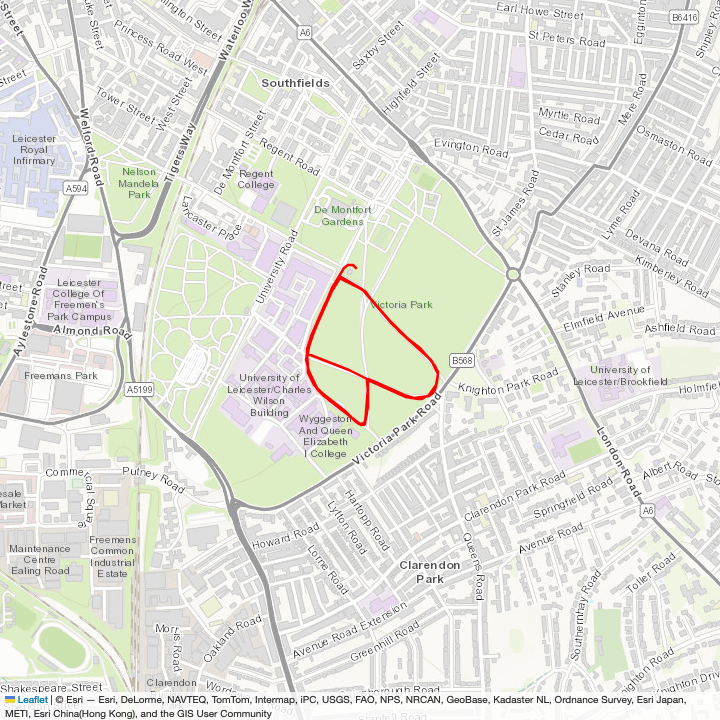 Earl Howe Street
B6416
A6
Saxby Street
St Peters Road
Shipley Road
Egginton
Waterloo W
Princess Road West
Southfields
Highfield Street
Mere Road
Tower Street
West Street
Myrtle Road
Cedar Road
Osmaston Road
Welford Road
Tigers Way
De Montfort Street
Evington Road
Leicester
Royal
Infirmary
Regent Road
Nelson
Mandela
Park
Regent
College
A594
St James Road
Lyme Road
Lancaster Place
De Montfort
Gardens
Devana Road
University Road
Kimberley Road
Stanley Road
Leicester
College Of
Freemen's
Park Campus
Aylestone Road
Victoria Park
Elmfield Avenue
Almond Road
Ashfield Road
B568
Freemans Park
A5199
University of
Leicester/Charles
Wilson
Building
Knighton Park Road
University of
Leicester/Brookfield
Holmfie
Wyggeston
And Queen
Elizabeth
I College
Victoria Park Road
London Road
Commercial Square
Putney Road
Albert Road
Sto
Clarendon Park Road
Springfield Road
esale
Market
Hartopp Road
A6
Lytton Road
Howard Road
Avenue Road
Queens Road
Freemens
Common
Industrial
Estate
Maintenance
Centre
Ealing Road
Lorne Road
Clarendon
Park
Toller Road
Southernhay Road
Morris Road
Oakland Road
Avenue Road Extension
Greenhill Road
Knighton Driv
Shakespeare Street
Clarendon
Leaflet | © Esri — Esri, DeLorme, NAVTEQ, TomTom, Intermap, iPC, USGS, FAO, NPS, NRCAN, GeoBase, Kadaster NL, Ordnance Survey, Esri Japan,
METI, Esri China(Hong Kong), and the GIS User Community